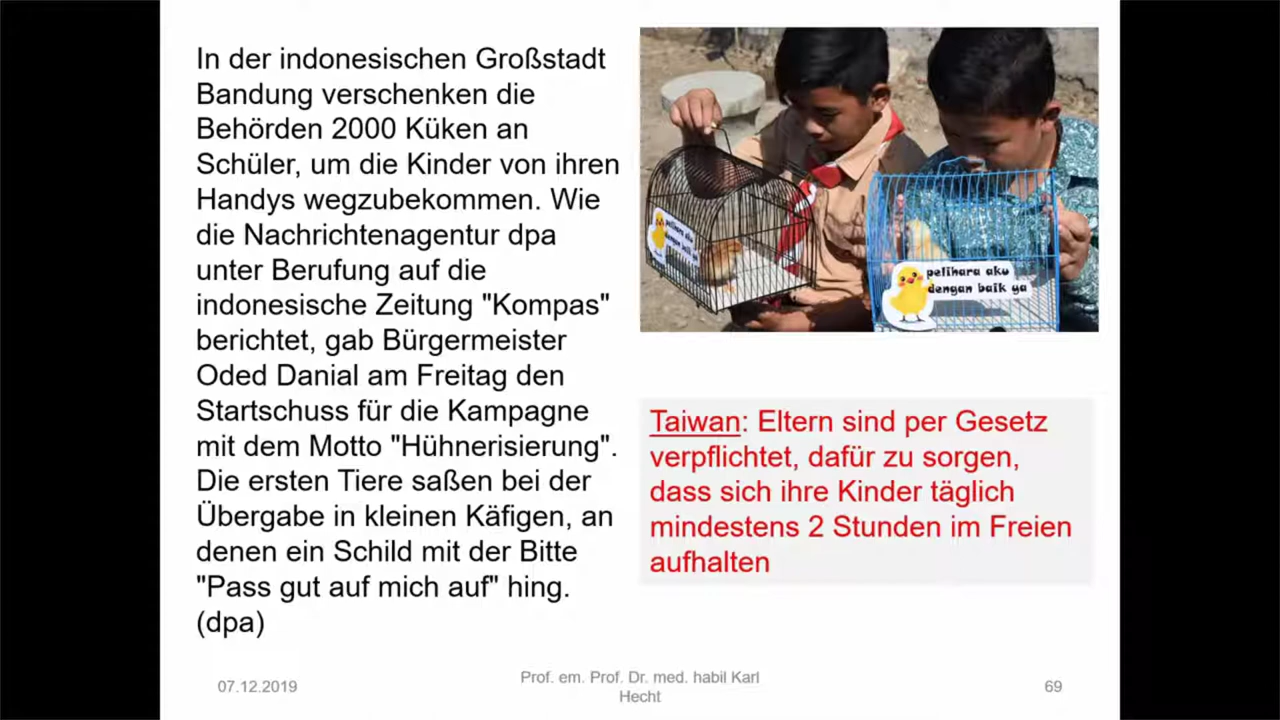 In der indonesischen Großstadt
Bandung verschenken die
Behörden 2000 Küken an
Schüler, um die Kinder von ihren
Handys wegzubekommen. Wie
die Nachrichtenagentur dpa
unter Berufung auf die
indonesische Zeitung "Kompas"
berichtet, gab Bürgermeister
Oded Danial am Freitag den
Startschuss für die Kampagne
mit dem Motto "Hühnerisierung".
Die ersten Tiere saßen bei der
Übergabe in kleinen Käfigen, an
denen ein Schild mit der Bitte
"Pass gut auf mich auf" hing.
(dpa)
pelihara aku
dengan baik ya
pelihara aku
dengan baik ya
Taiwan: Eltern sind per Gesetz
verpflichtet, dafür zu sorgen,
dass sich ihre Kinder täglich
mindestens 2 Stunden im Freien
aufhalten
07.12.2019
Prof. em. Prof. Dr. med. habil Karl
Hecht
69